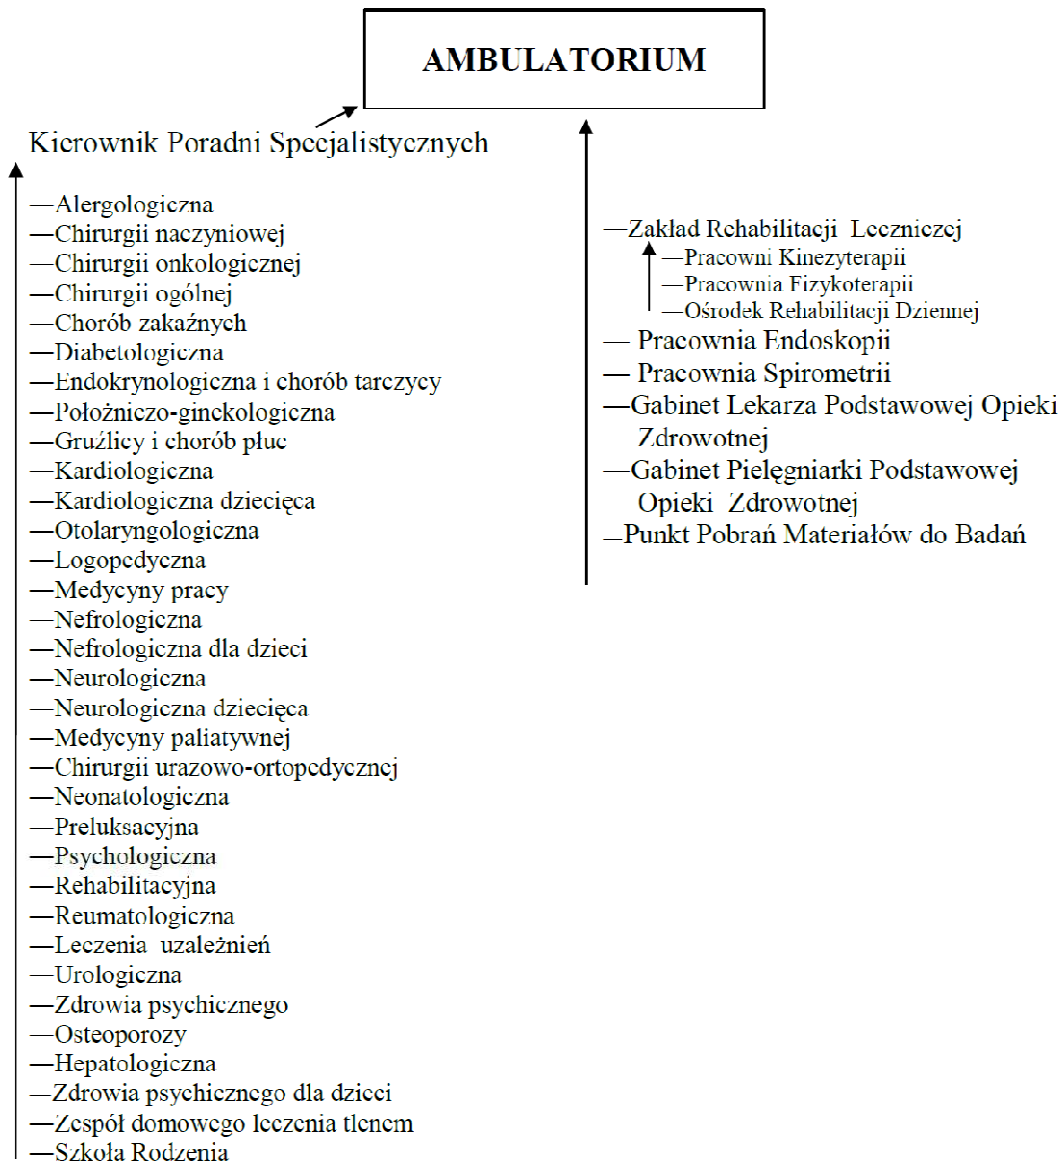 AMBULATORIUM
Kierownik Poradni Specjalistycznych
—Alergologiczna
—Chirurgii naczyniowej
—Chirurgii onkologicznej
—Chirurgii ogólnej
—Chorób zakaźnych
—Diabetologiczna
—Endokrynologiczna i chorób tarczycy
—Położniczo-ginekologiczna
—Gruźlicy i chorób płuc
—Kardiologiczna
—Kardiologiczna dziecięca
—Otolaryngologiczna
—Logopedyczna
—Medycyny pracy
—Nefrologiczna
—Nefrologiczna dla dzieci
—Neurologiczna
—Neurologiczna dziecięca
—Medycyny paliatywnej
—Chirurgii urazowo-ortopedycznej
—Neonatologiczna
—Preluksacyjna
—Psychologiczna
—Rehabilitacyjna
—Reumatologiczna
—Leczenia uzależnień
—Urologiczna
—Zdrowia psychicznego
—Osteoporozy
—Hepatologiczna
—Zdrowia psychicznego dla dzieci
—Zespół domowego leczenia tlenem
—Szkoła Rodzenia
—Zakład Rehabilitacji Leczniczej
—Pracowni Kinezyterapii
—Pracownia Fizykoterapii
—Ośrodek Rehabilitacji Dziennej
— Pracownia Endoskopii
— Pracownia Spirometrii
—Gabinet Lekarza Podstawowej Opieki
Zdrowotnej
—Gabinet Pielęgniarki Podstawowej
Opieki Zdrowotnej
—Punkt Pobrań Materiałów do Badań